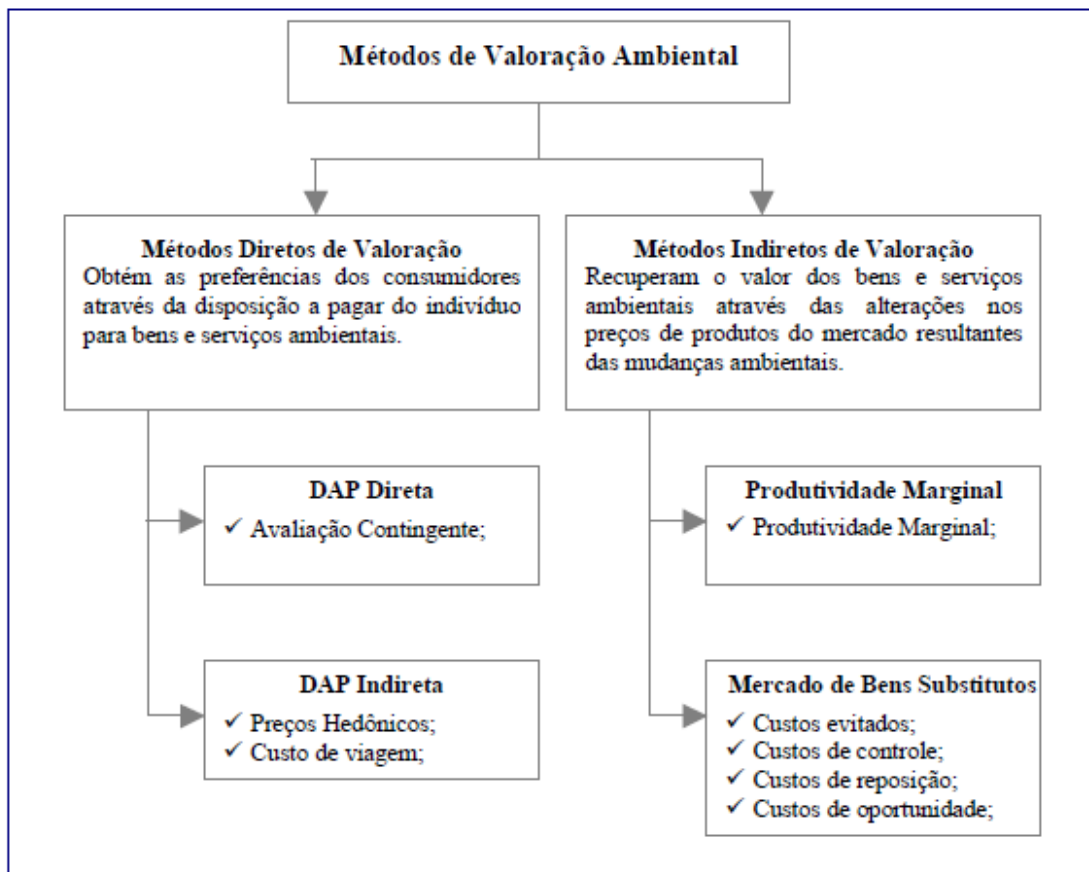 Métodos de Valoração Ambiental
Métodos Diretos de Valoração
Obtém as preferências dos consumidores
através da disposição a pagar do indivíduo
para bens e serviços ambientais.
Métodos Indiretos de Valoração
Recuperam o valor dos bens e serviços
ambientais através das alterações nos
preços de produtos do mercado resultantes
das mudanças ambientais.
DAP Direta
✓ Avaliação Contingente;
Produtividade Marginal
✓ Produtividade Marginal;
DAP Indireta
✓ Preços Hedônicos;
✓ Custo de viagem;
Mercado de Bens Substitutos
✓ Custos evitados;
✓ Custos de controle;
✓ Custos de reposição;
✓ Custos de oportunidade;